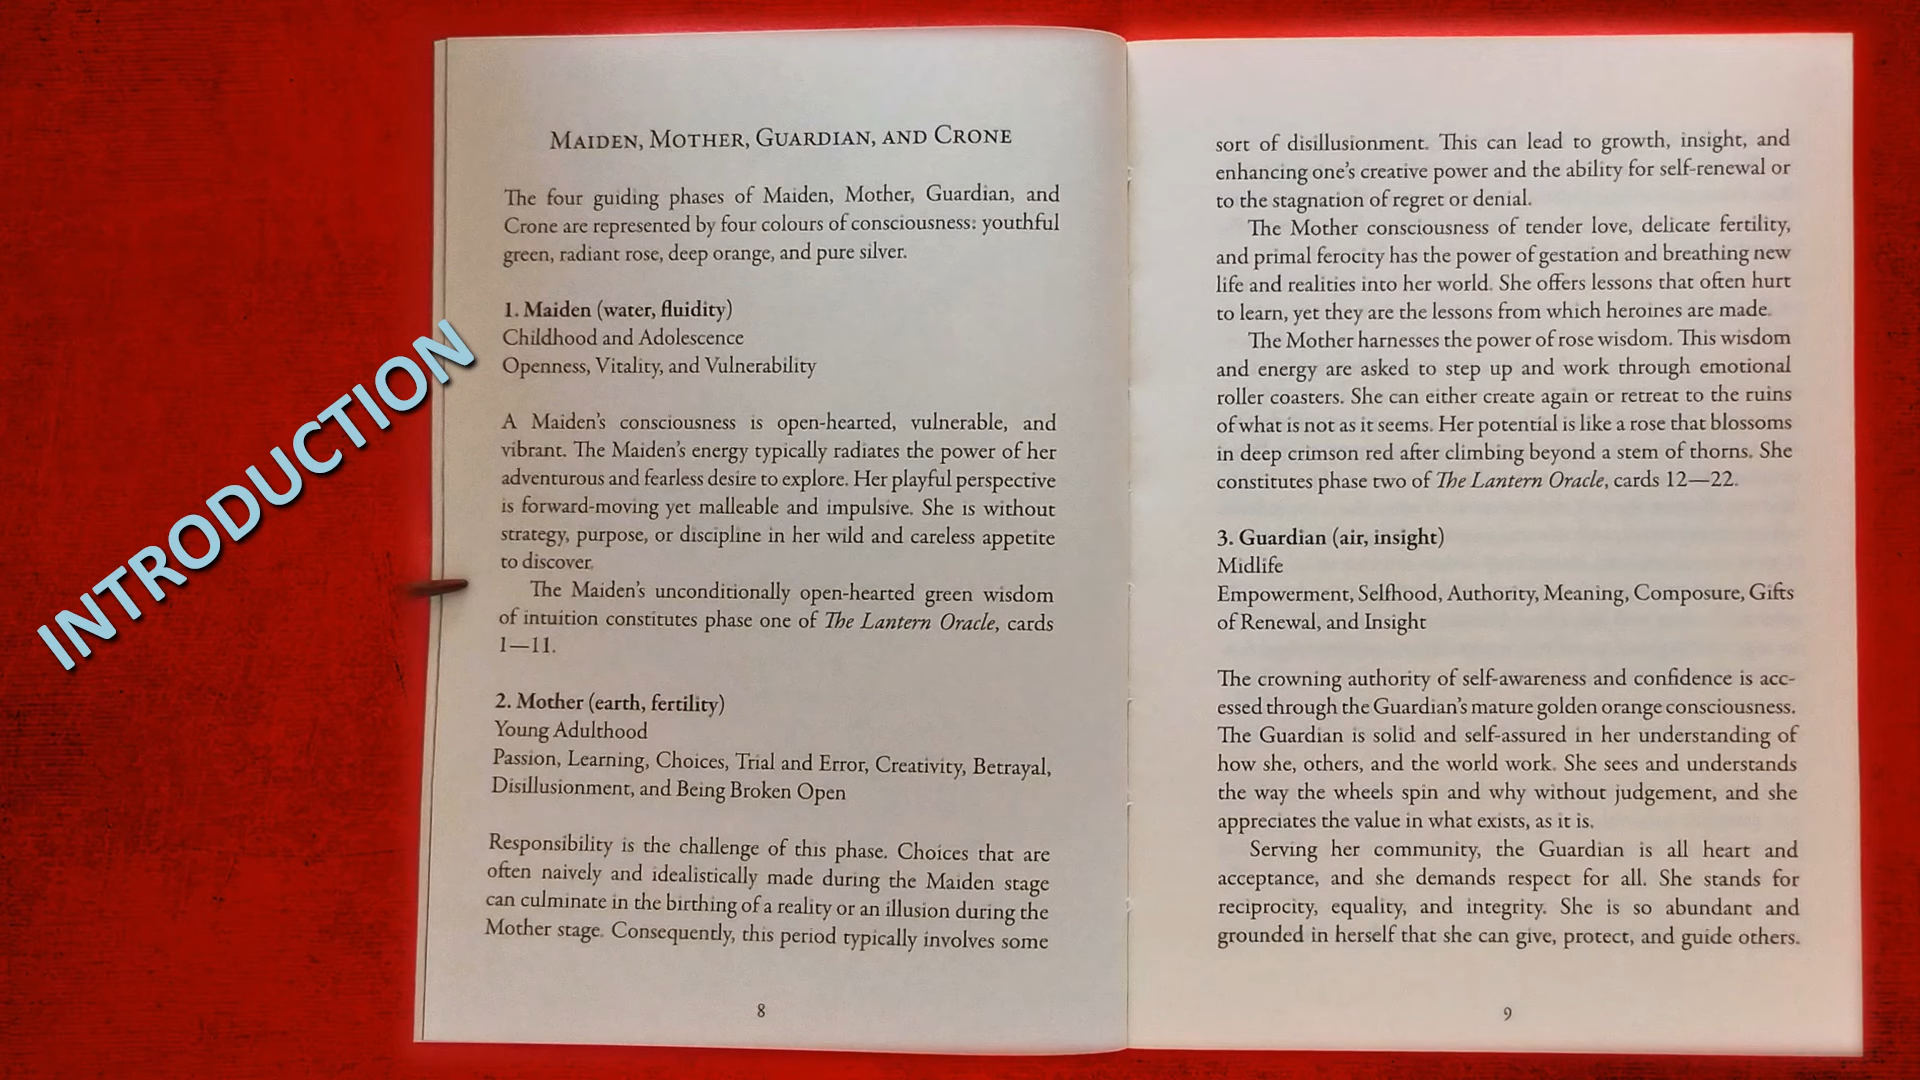 INTRODUCTION
MAIDEN, MOTHER, GUARDIAN, AND CRONE
The four guiding phases of Maiden, Mother, Guardian, and
Crone are represented by four colours of consciousness: youthful
green, radiant rose, deep orange, and pure silver.
1. Maiden (water, fluidity)
Childhood and Adolescence
Openness, Vitality, and Vulnerability
A Maiden's consciousness is open-hearted, vulnerable, and
vibrant. The Maiden's energy typically radiates the power of her
adventurous and fearless desire to explore. Her playful perspective
is forward-moving yet malleable and impulsive. She is without
strategy, purpose, or discipline in her wild and careless appetite
to discover.
The Maiden's unconditionally open-hearted green wisdom
of intuition constitutes phase one of The Lantern Oracle, cards
1—11.
2. Mother (earth, fertility)
Young Adulthood
Passion, Learning, Choices, Trial and Error, Creativity, Betrayal,
Disillusionment, and Being Broken Open
Responsibility is the challenge of this phase. Choices that are
often naively and idealistically made during the Maiden stage
can culminate in the birthing of a reality or an illusion during the
Mother stage. Consequently, this period typically involves some
8
sort of disillusionment. This can lead to growth, insight, and
enhancing one's creative power and the ability for self-renewal or
to the stagnation of regret or denial.
The Mother consciousness of tender love, delicate fertility,
and primal ferocity has the power of gestation and breathing new
life and realities into her world. She offers lessons that often hurt
to learn, yet they are the lessons from which heroines are made.
The Mother harnesses the power of rose wisdom. This wisdom
and energy are asked to step up and work through emotional
roller coasters. She can either create again or retreat to the ruins
of what is not as it seems. Her potential is like a rose that blossoms
in deep crimson red after climbing beyond a stem of thorns. She
constitutes phase two of The Lantern Oracle, cards 12—22.
3. Guardian (air, insight)
Midlife
Empowerment, Selfhood, Authority, Meaning, Composure, Gifts
of Renewal, and Insight
The crowning authority of self-awareness and confidence is acc-
essed through the Guardian's mature golden orange consciousness.
The Guardian is solid and self-assured in her understanding of
how she, others, and the world work. She sees and understands
the way the wheels spin and why without judgement, and she
appreciates the value in what exists, as it is.
Serving her community, the Guardian is all heart and
acceptance, and she demands respect for all. She stands for
reciprocity, equality, and integrity. She is so abundant and
grounded in herself that she can give, protect, and guide others.
9